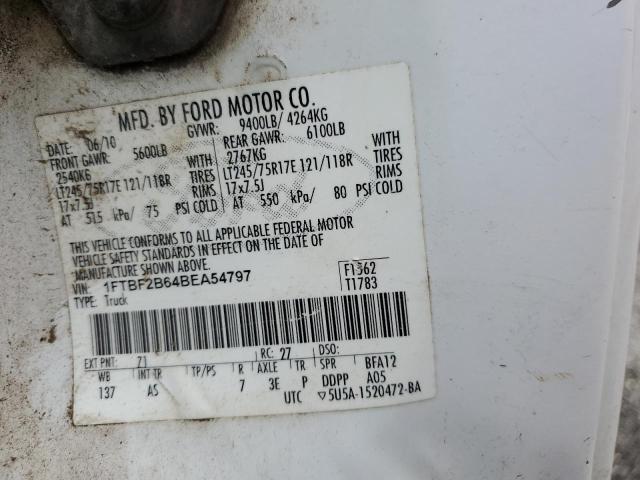 MFD. BY FORD MOTOR CO.
DATE: 06/10 GVWR: 9400LB/ 4264KG
FRONT GAWR: 5600LB REAR GAWR: 6100LB
2540KG 2767KG
LT245/75R17E 121/118R TIRES LT245/75R17E 121/118R TIRES
17x7.5J RIMS 17x7.5J RIMS
AT 515 kPa/ 75 PSI COLD AT 550 kPa/ 80 PSI COLD
THIS VEHICLE CONFORMS TO ALL APPLICABLE FEDERAL MOTOR
VEHICLE SAFETY STANDARDS IN EFFECT ON THE DATE OF
MANUFACTURE SHOWN ABOVE.
VIN: 1FTBF2B64BEA54797 F1362
TYPE: Truck T1783
EXT PNT: 71 RC: 27 DSO:
WB INT TR TP/PS R AXLE TR SPR BFA12
137 AS 7 3E P DDPP A05
UTC ▽5U5A-1520472-BA